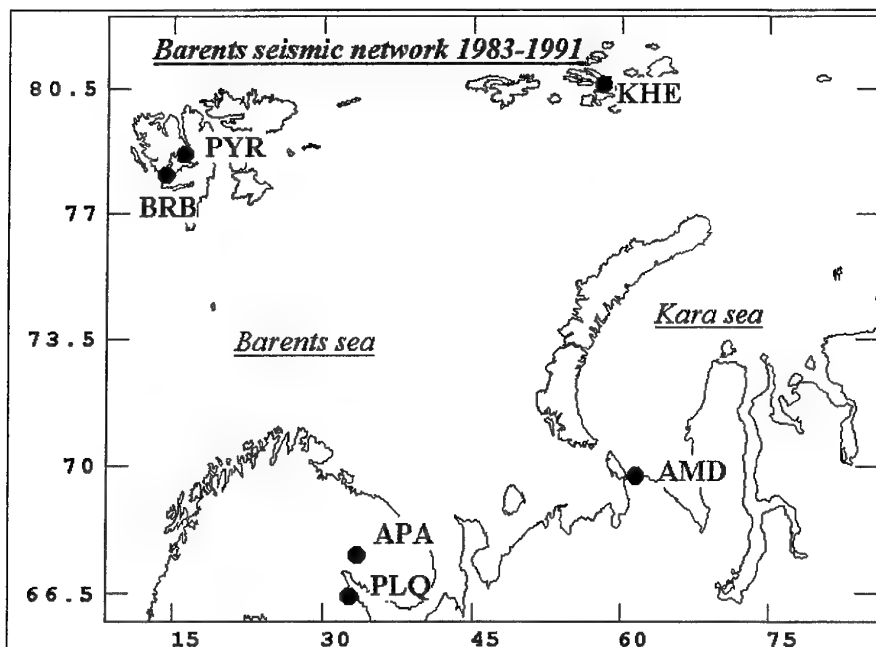 Barents seismic network 1983-1991
80.5
KHE
PYR
BRB
77
Kara sea
73.5
Barents sea
70
AMD
APA
PLQ
66.5
15 30 45 60 75